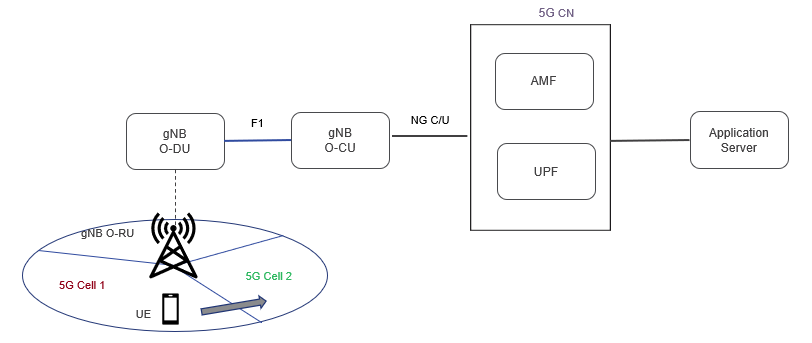 5G CN
AMF
F1
NG C/U
gNB
O-DU
gNB
O-CU
Application
Server
UPF
gNB O-RU
5G Cell 1
5G Cell 2
UE